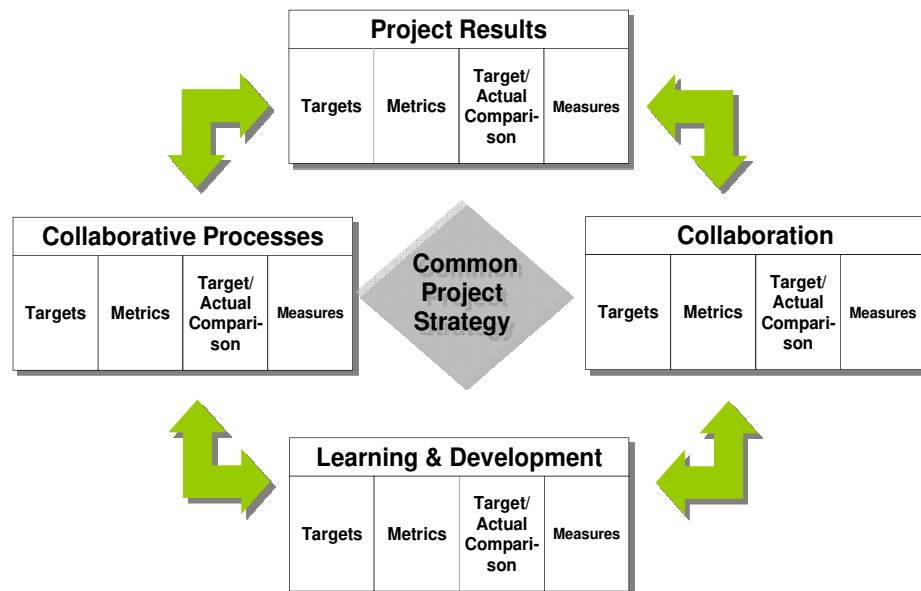 Project Results
Targets
Metrics
Target/
Actual
Compari-
son
Measures
Collaborative Processes
Targets
Metrics
Target/
Actual
Compari-
son
Measures
Common
Project
Strategy
Collaboration
Targets
Metrics
Target/
Actual
Compari-
son
Measures
Learning & Development
Targets
Metrics
Target/
Actual
Compari-
son
Measures